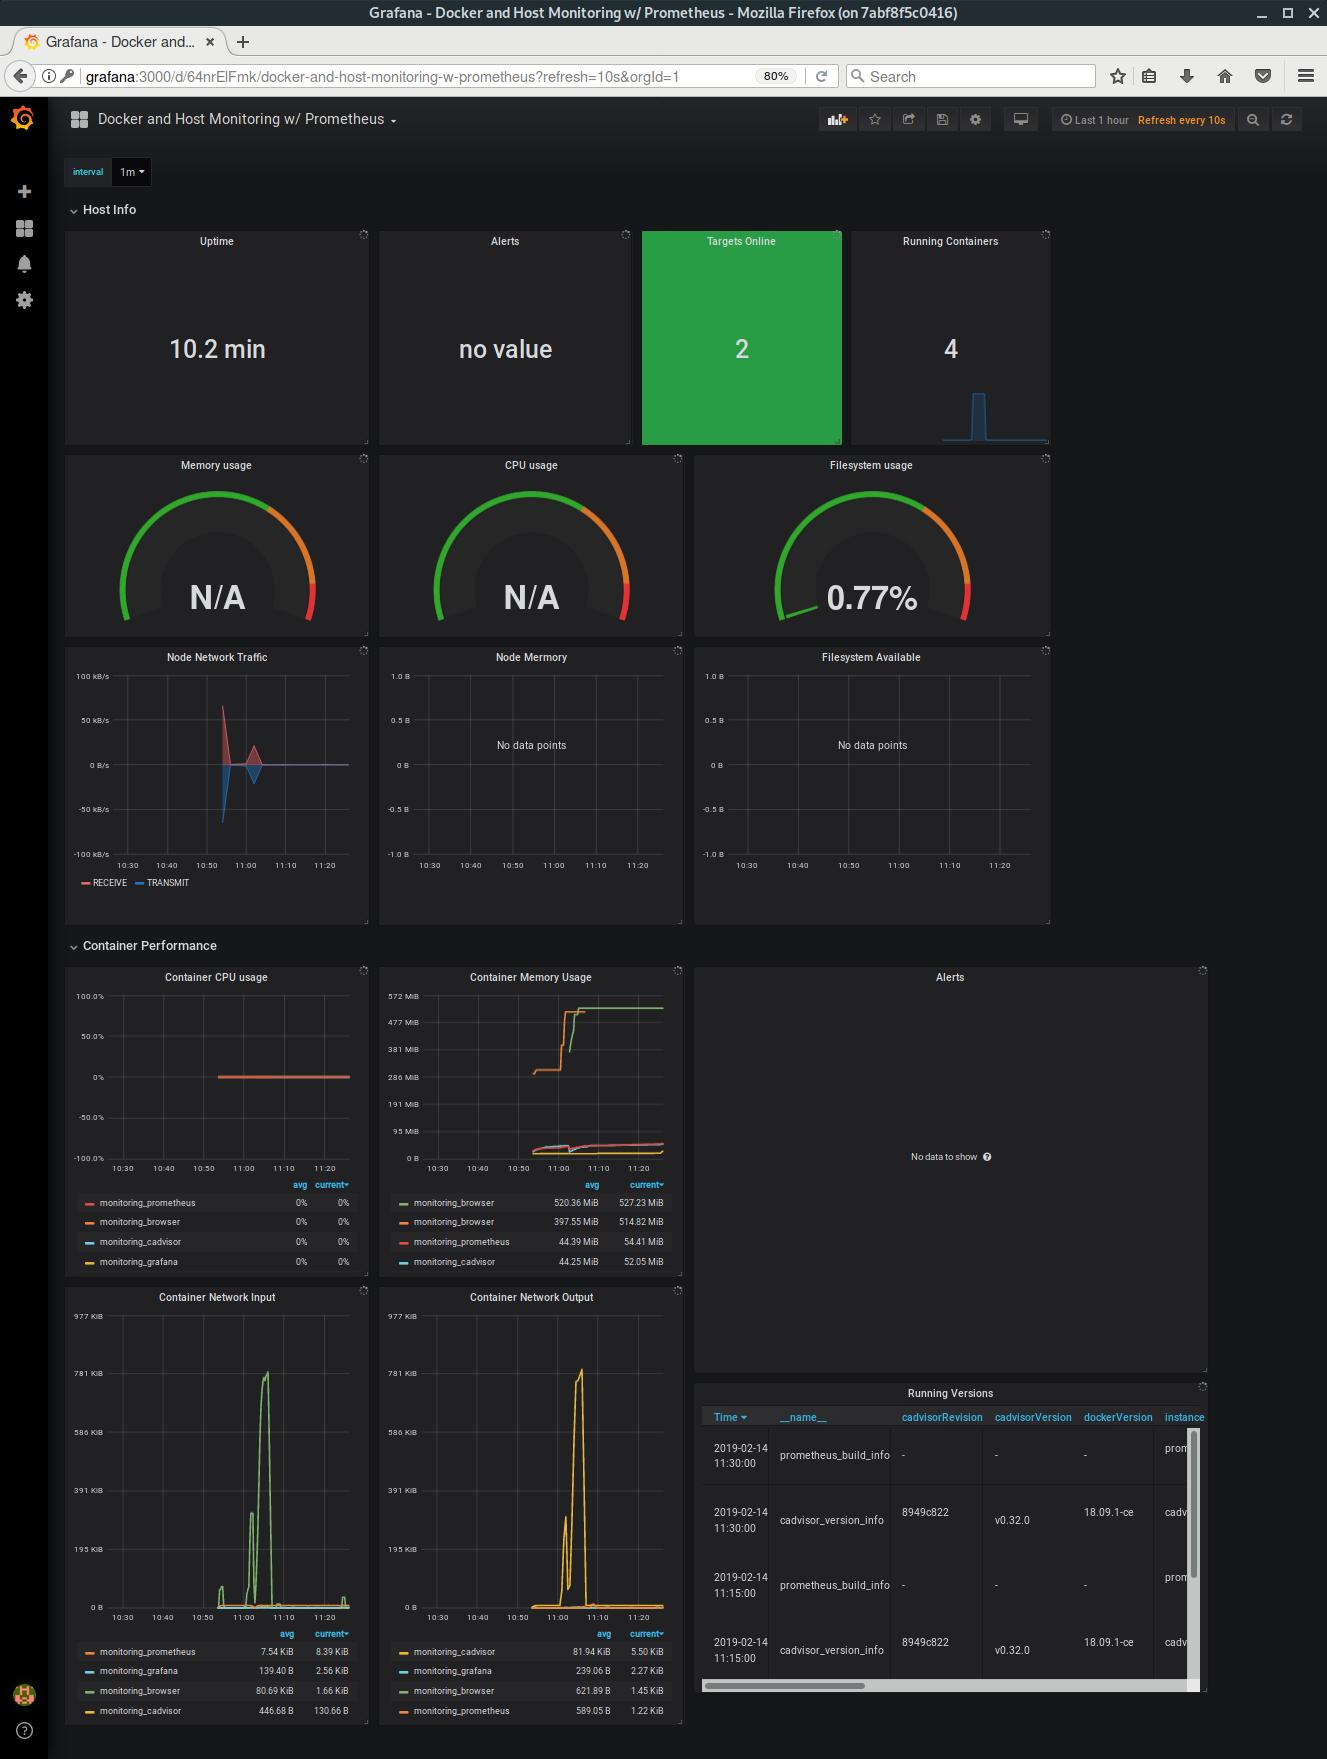 Grafana - Docker and Host Monitoring w/ Prometheus - Mozilla Firefox (on 7abf8f5c0416)
Grafana - Docker and...
grafana:3000/d/64nrElFmk/docker-and-host-monitoring-w-prometheus?refresh=10s&orgId=1
80%
Search
Docker and Host Monitoring w/ Prometheus
Last 1 hour Refresh every 10s
interval 1m
Host Info
Uptime
10.2 min
Alerts
no value
Targets Online
2
Running Containers
4
Memory usage
N/A
CPU usage
N/A
Filesystem usage
0.77%
Node Network Traffic
100 kB/s
50 kB/s
0 B/s
-50 kB/s
-100 kB/s
10:30 10:40 10:50 11:00 11:10 11:20
RECEIVE TRANSMIT
Node Mermory
1.0 B
0.5 B
No data points
0 B
-0.5 B
-1.0 B
10:30 10:40 10:50 11:00 11:10 11:20
Filesystem Available
1.0 B
0.5 B
No data points
0 B
-0.5 B
-1.0 B
10:30 10:40 10:50 11:00 11:10 11:20
Container Performance
Container CPU usage
100.0%
50.0%
0%
-50.0%
-100.0%
10:30 10:40 10:50 11:00 11:10 11:20
avg current
monitoring_prometheus 0% 0%
monitoring_browser 0% 0%
monitoring_cadvisor 0% 0%
monitoring_grafana 0% 0%
Container Memory Usage
572 MiB
477 MiB
381 MiB
286 MiB
191 MiB
95 MiB
0 B
10:30 10:40 10:50 11:00 11:10 11:20
avg current
monitoring_browser 520.36 MiB 527.23 MiB
monitoring_browser 397.55 MiB 514.82 MiB
monitoring_prometheus 44.39 MiB 54.41 MiB
monitoring_cadvisor 44.25 MiB 52.05 MiB
Alerts
No data to show
Container Network Input
977 KiB
781 KiB
586 KiB
391 KiB
195 KiB
0 B
10:30 10:40 10:50 11:00 11:10 11:20
avg current
monitoring_prometheus 7.54 KiB 8.39 KiB
monitoring_grafana 139.40 B 2.56 KiB
monitoring_browser 80.69 KiB 1.66 KiB
monitoring_cadvisor 446.68 B 130.66 B
Container Network Output
977 KiB
781 KiB
586 KiB
391 KiB
195 KiB
0 B
10:30 10:40 10:50 11:00 11:10 11:20
avg current
monitoring_cadvisor 81.94 KiB 5.50 KiB
monitoring_grafana 239.06 B 2.27 KiB
monitoring_browser 621.89 B 1.45 KiB
monitoring_prometheus 589.05 B 1.22 KiB
Running Versions
Time __name__ cadvisorRevision cadvisorVersion dockerVersion instance
2019-02-14 11:30:00 prometheus_build_info - - - prom
2019-02-14 11:30:00 cadvisor_version_info 8949c822 v0.32.0 18.09.1-ce cadv
2019-02-14 11:15:00 prometheus_build_info - - - prom
2019-02-14 11:15:00 cadvisor_version_info 8949c822 v0.32.0 18.09.1-ce cadv